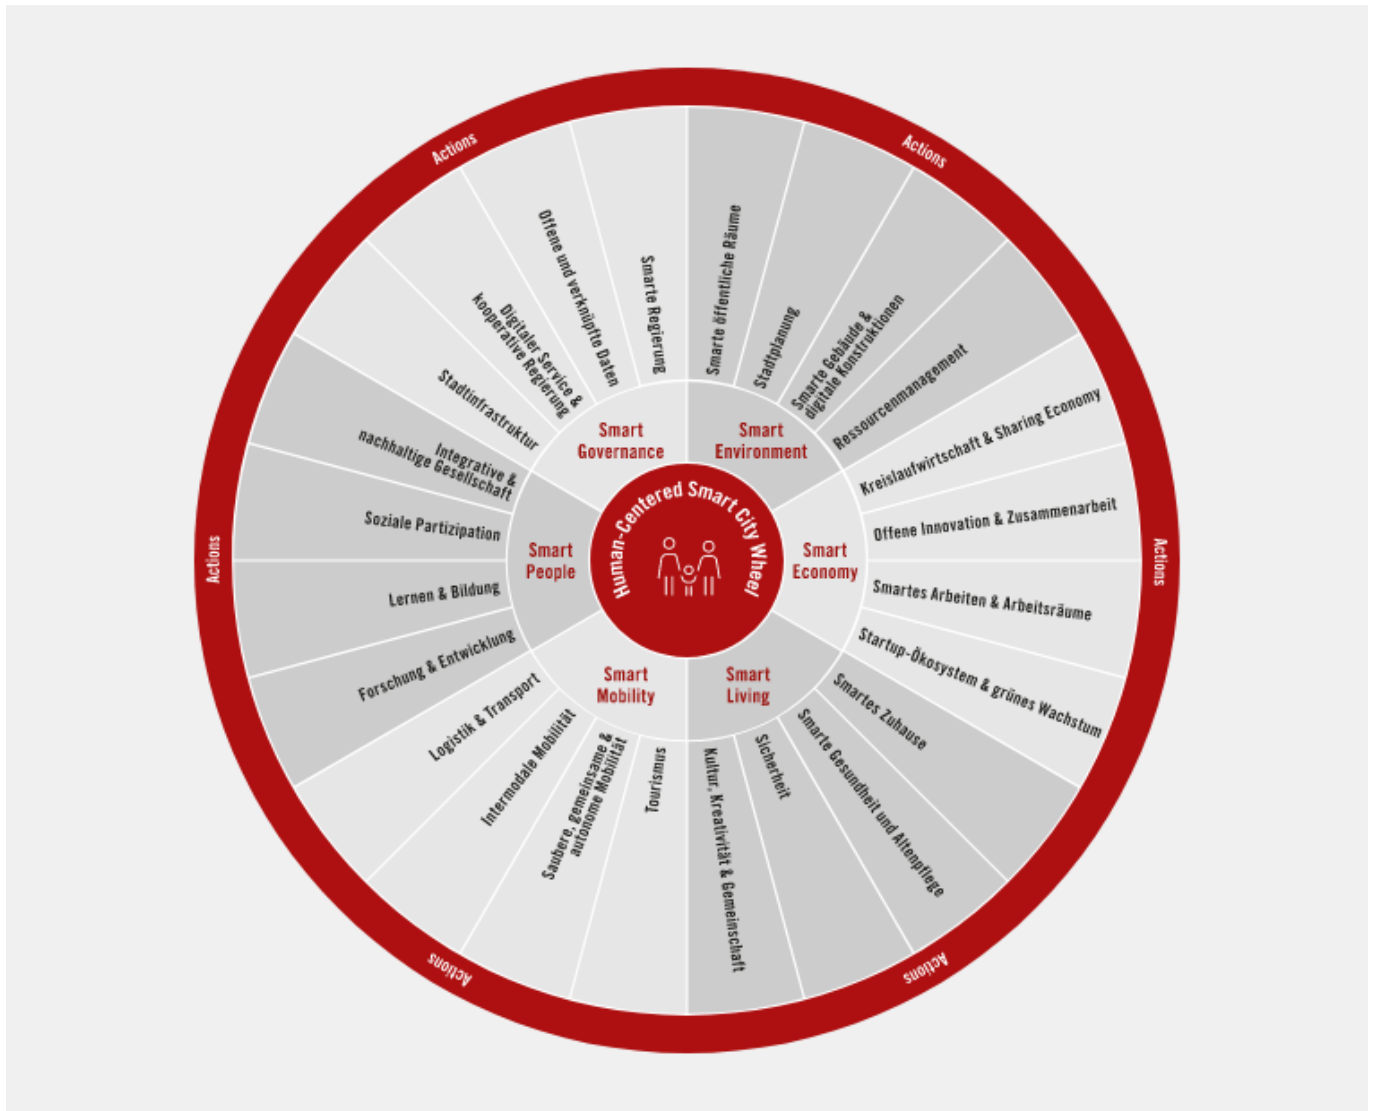 Human-Centered Smart City Wheel
Smart
Environment
Smarte öffentliche Räume
Stadtplanung
Smarte Gebäude &
digitale Konstruktionen
Ressourcenmanagement
Smart
Economy
Kreislaufwirtschaft & Sharing Economy
Offene Innovation & Zusammenarbeit
Smartes Arbeiten & Arbeitsräume
Startup-Ökosystem & grünes Wachstum
Smart
Living
Smartes Zuhause
Smarte Gesundheit und Altenpflege
Sicherheit
Kultur, Kreativität & Gemeinschaft
Smart
Mobility
Tourismus
Saubere, gemeinsame &
autonome Mobilität
Intermodale Mobilität
Logistik & Transport
Smart
People
Forschung & Entwicklung
Lernen & Bildung
Soziale Partizipation
Integrative &
nachhaltige Gesellschaft
Smart
Governance
Stadtinfrastruktur
Digitaler Service &
kooperative Regierung
Offene und verknüpfte Daten
Smarte Regierung
Actions
Actions
Actions
Actions
Actions
Actions